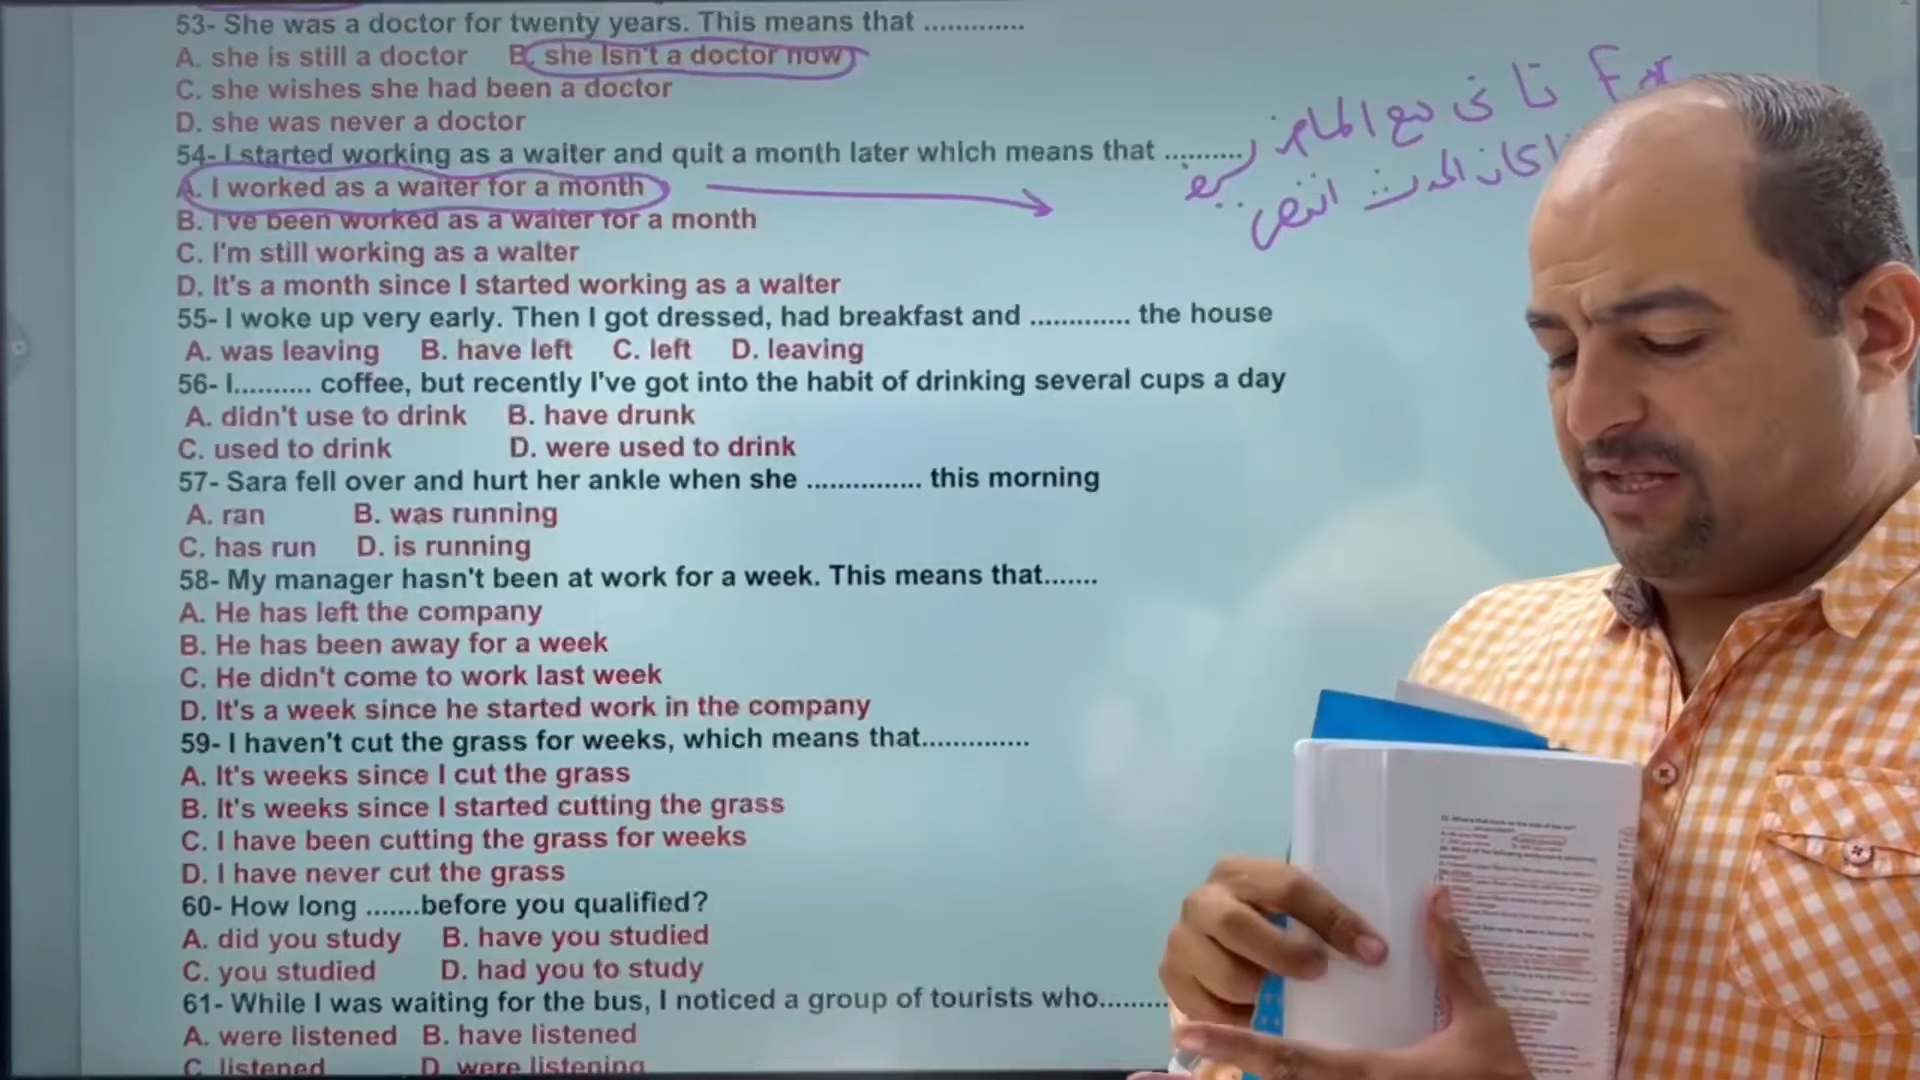 53- She was a doctor for twenty years. This means that .............
A. she is still a doctor B. she Isn't a doctor now
C. she wishes she had been a doctor
D. she was never a doctor
54- I started working as a waiter and quit a month later which means that ..........
A. I worked as a waiter for a month
B. I've been worked as a waiter for a month
C. I'm still working as a waiter
D. It's a month since I started working as a waiter
For تأتى مع الماضي البسيط
اذا كان الحدث انتهى
55- I woke up very early. Then I got dressed, had breakfast and ............. the house
A. was leaving B. have left C. left D. leaving
56- I.......... coffee, but recently I've got into the habit of drinking several cups a day
A. didn't use to drink B. have drunk
C. used to drink D. were used to drink
57- Sara fell over and hurt her ankle when she ............... this morning
A. ran B. was running
C. has run D. is running
58- My manager hasn't been at work for a week. This means that.......
A. He has left the company
B. He has been away for a week
C. He didn't come to work last week
D. It's a week since he started work in the company
59- I haven't cut the grass for weeks, which means that..............
A. It's weeks since I cut the grass
B. It's weeks since I started cutting the grass
C. I have been cutting the grass for weeks
D. I have never cut the grass
60- How long .......before you qualified?
A. did you study B. have you studied
C. you studied D. had you to study
61- While I was waiting for the bus, I noticed a group of tourists who.........
A. were listened B. have listened
C. listened D. were listening